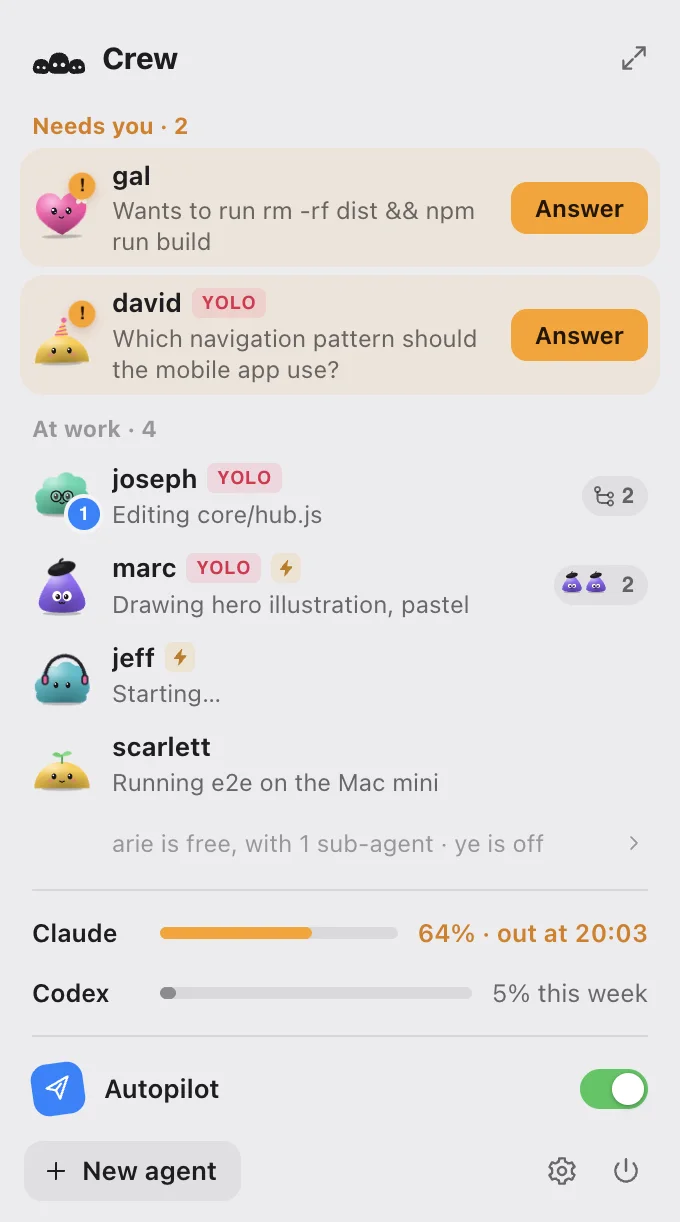 Crew
Needs you · 2
!
gal
Wants to run rm -rf dist && npm
run build
Answer
!
david YOLO
Which navigation pattern should
the mobile app use?
Answer
At work · 4
joseph YOLO
1
Editing core/hub.js
2
marc YOLO
Drawing hero illustration, pastel
2
jeff
Starting...
scarlett
Running e2e on the Mac mini
arie is free, with 1 sub-agent · ye is off
Claude 64% · out at 20:03
Codex 5% this week
Autopilot
+ New agent